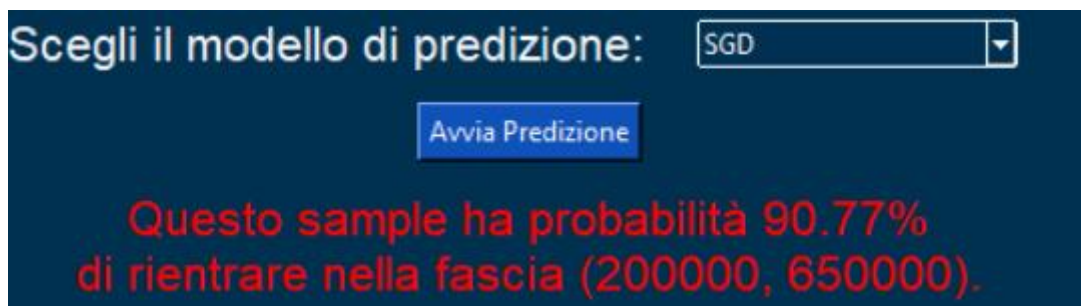 Scegli il modello di predizione: SGD
Avvia Predizione
Questo sample ha probabilità 90.77%
di rientrare nella fascia (200000, 650000).